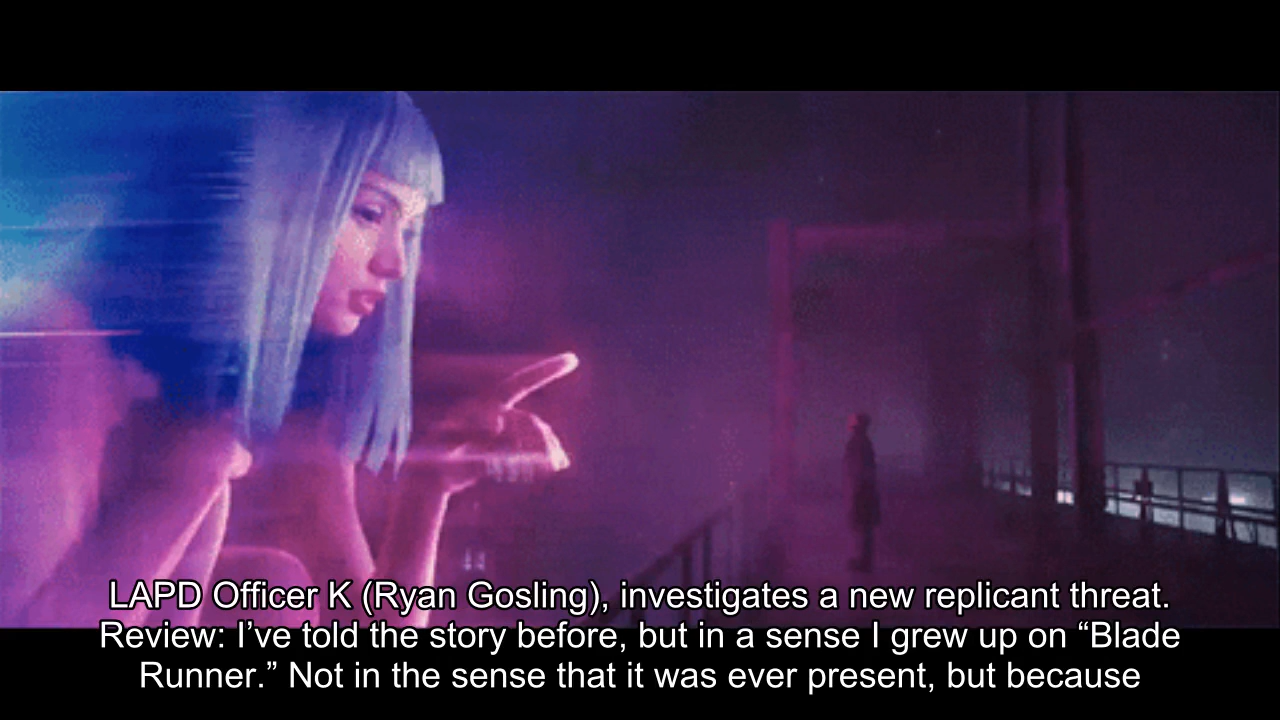 LAPD Officer K (Ryan Gosling), investigates a new replicant threat.
Review: I’ve told the story before, but in a sense I grew up on “Blade
Runner.” Not in the sense that it was ever present, but because